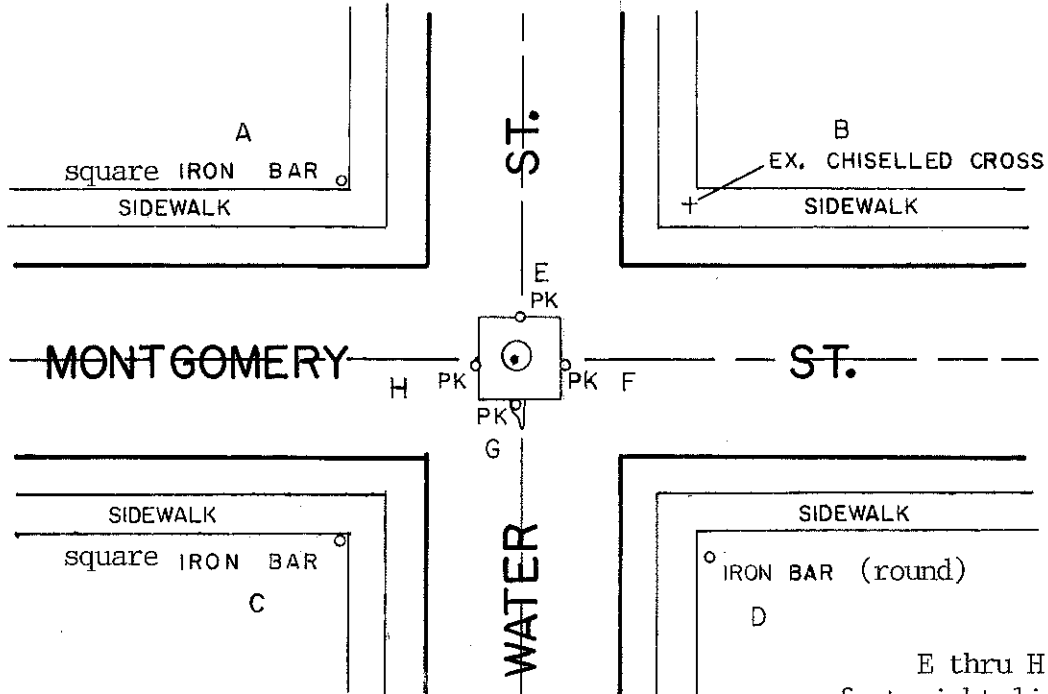 A
B
square IRON BAR
EX. CHISELLED CROSS
SIDEWALK
SIDEWALK
ST.
E
PK
MONTGOMERY ST.
H PK
PK F
PK
G
SIDEWALK
SIDEWALK
square IRON BAR
IRON BAR (round)
C
D
WATER
E thru H